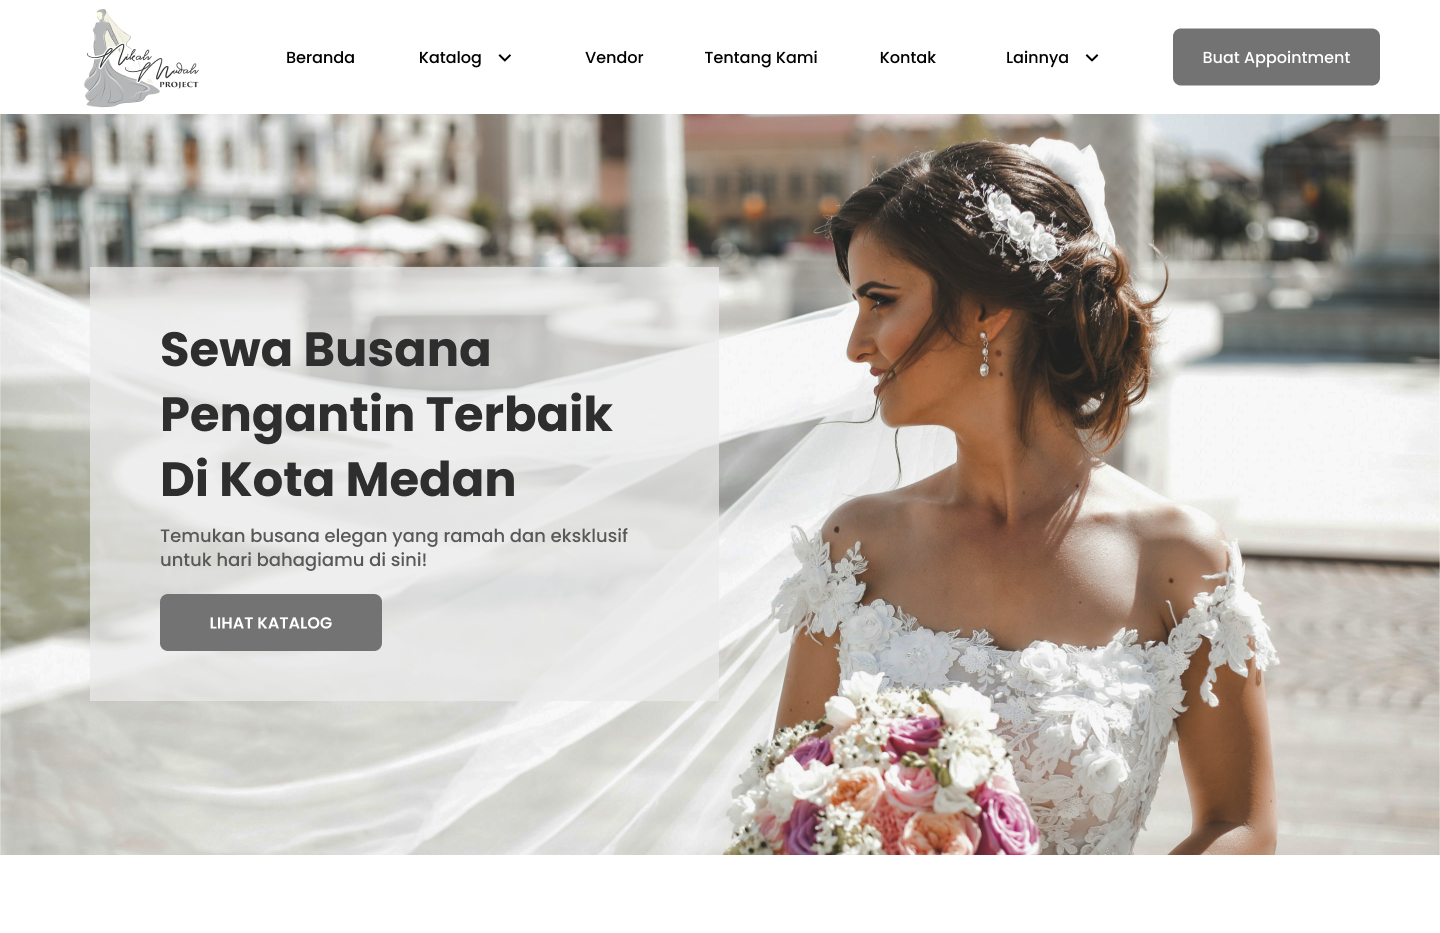 Nikah
Mudah
PROJECT
Beranda
Katalog
Vendor
Tentang Kami
Kontak
Lainnya
Buat Appointment
Sewa Busana
Pengantin Terbaik
Di Kota Medan
Temukan busana elegan yang ramah dan eksklusif
untuk hari bahagiamu di sini!
LIHAT KATALOG